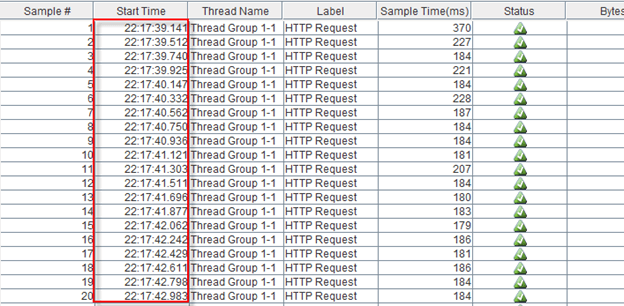 Sample # Start Time Thread Name Label Sample Time(ms) Status Bytes
1 22:17:39.141 Thread Group 1-1 HTTP Request 370
2 22:17:39.512 Thread Group 1-1 HTTP Request 227
3 22:17:39.740 Thread Group 1-1 HTTP Request 184
4 22:17:39.925 Thread Group 1-1 HTTP Request 221
5 22:17:40.147 Thread Group 1-1 HTTP Request 184
6 22:17:40.332 Thread Group 1-1 HTTP Request 228
7 22:17:40.562 Thread Group 1-1 HTTP Request 187
8 22:17:40.750 Thread Group 1-1 HTTP Request 184
9 22:17:40.936 Thread Group 1-1 HTTP Request 184
10 22:17:41.121 Thread Group 1-1 HTTP Request 181
11 22:17:41.303 Thread Group 1-1 HTTP Request 207
12 22:17:41.511 Thread Group 1-1 HTTP Request 184
13 22:17:41.696 Thread Group 1-1 HTTP Request 180
14 22:17:41.877 Thread Group 1-1 HTTP Request 183
15 22:17:42.062 Thread Group 1-1 HTTP Request 179
16 22:17:42.242 Thread Group 1-1 HTTP Request 186
17 22:17:42.429 Thread Group 1-1 HTTP Request 181
18 22:17:42.611 Thread Group 1-1 HTTP Request 186
19 22:17:42.798 Thread Group 1-1 HTTP Request 184
20 22:17:42.983 Thread Group 1-1 HTTP Request 184